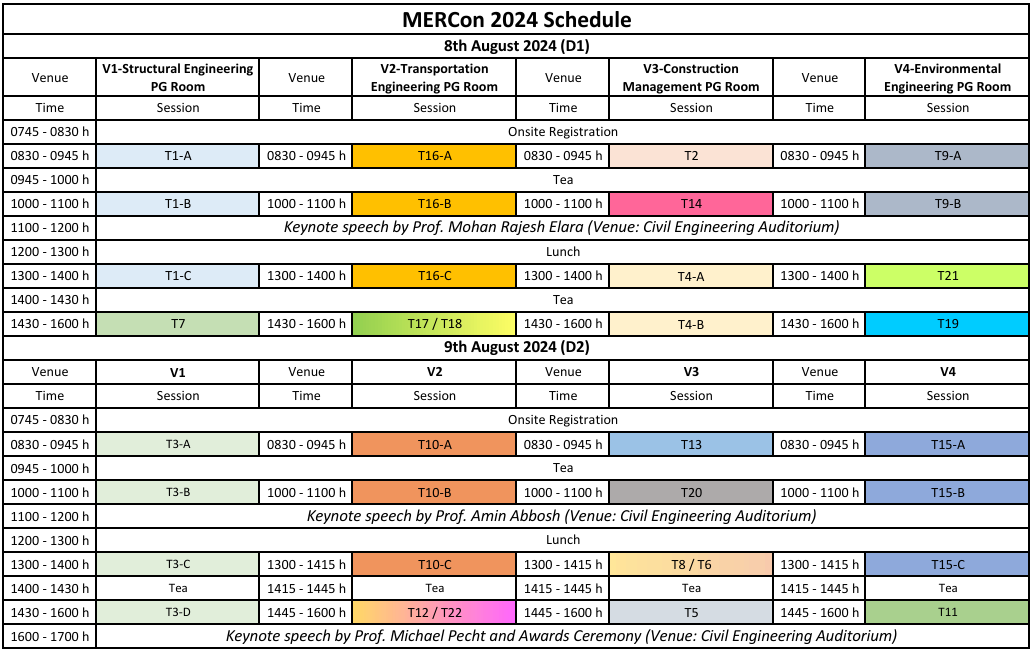 MERCon 2024 Schedule
8th August 2024 (D1)
Venue V1-Structural Engineering PG Room Venue V2-Transportation Engineering PG Room Venue V3-Construction Management PG Room Venue V4-Environmental Engineering PG Room
Time Session Time Session Time Session Time Session
0745 - 0830 h Onsite Registration
0830 - 0945 h T1-A 0830 - 0945 h T16-A 0830 - 0945 h T2 0830 - 0945 h T9-A
0945 - 1000 h Tea
1000 - 1100 h T1-B 1000 - 1100 h T16-B 1000 - 1100 h T14 1000 - 1100 h T9-B
1100 - 1200 h Keynote speech by Prof. Mohan Rajesh Elara (Venue: Civil Engineering Auditorium)
1200 - 1300 h Lunch
1300 - 1400 h T1-C 1300 - 1400 h T16-C 1300 - 1400 h T4-A 1300 - 1400 h T21
1400 - 1430 h Tea
1430 - 1600 h T7 1430 - 1600 h T17 / T18 1430 - 1600 h T4-B 1430 - 1600 h T19
9th August 2024 (D2)
Venue V1 Venue V2 Venue V3 Venue V4
Time Session Time Session Time Session Time Session
0745 - 0830 h Onsite Registration
0830 - 0945 h T3-A 0830 - 0945 h T10-A 0830 - 0945 h T13 0830 - 0945 h T15-A
0945 - 1000 h Tea
1000 - 1100 h T3-B 1000 - 1100 h T10-B 1000 - 1100 h T20 1000 - 1100 h T15-B
1100 - 1200 h Keynote speech by Prof. Amin Abbosh (Venue: Civil Engineering Auditorium)
1200 - 1300 h Lunch
1300 - 1400 h T3-C 1300 - 1415 h T10-C 1300 - 1415 h T8 / T6 1300 - 1415 h T15-C
1400 - 1430 h Tea 1415 - 1445 h Tea 1415 - 1445 h Tea 1415 - 1445 h Tea
1430 - 1600 h T3-D 1445 - 1600 h T12 / T22 1445 - 1600 h T5 1445 - 1600 h T11
1600 - 1700 h Keynote speech by Prof. Michael Pecht and Awards Ceremony (Venue: Civil Engineering Auditorium)